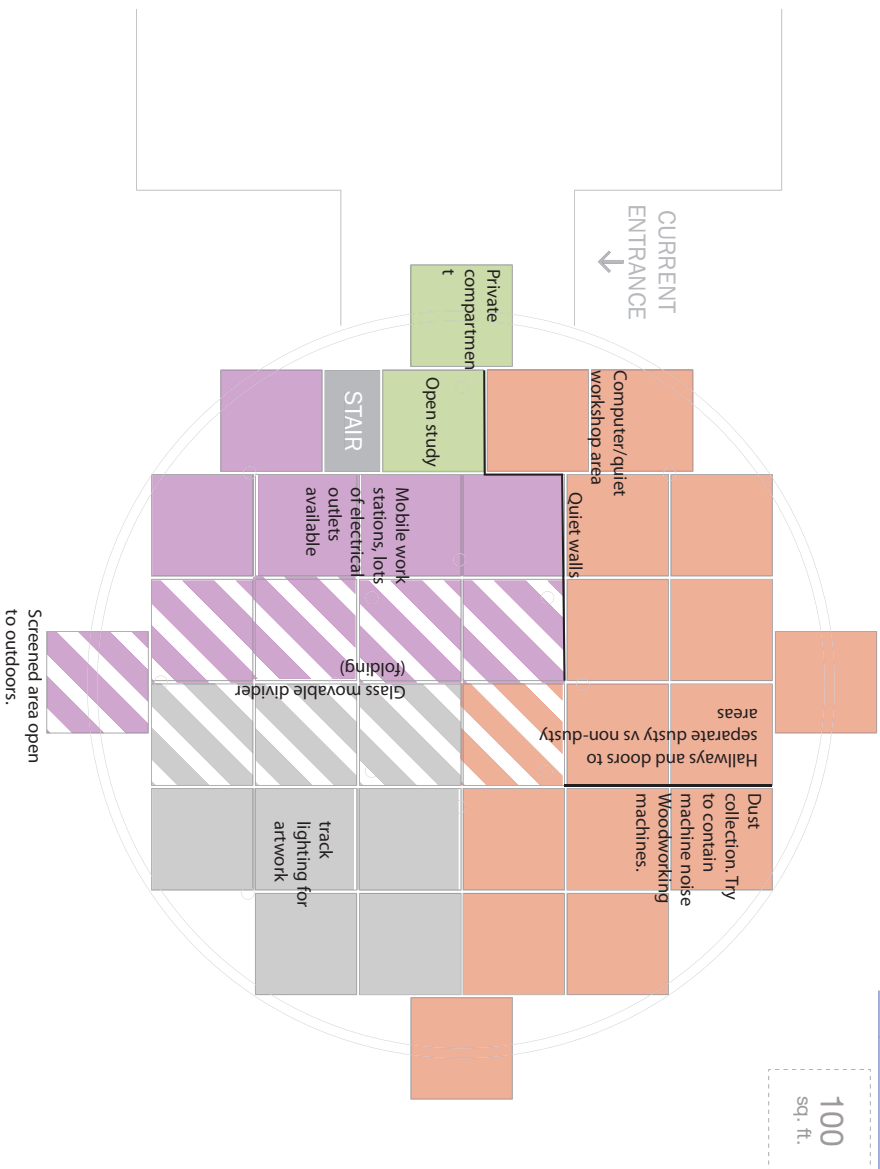 CURRENT
ENTRANCE
Private
compartmen
t
Open study
STAIR
Computer/quiet
workshop area
Quiet walls
Mobile work
stations, lots
of electrical
outlets
available
Glass movable divider
(folding)
Screened area open
to outdoors.
Hallways and doors to
separate dusty vs non-dusty
areas
Dust
collection. Try
to contain
machine noise
Woodworking
machines.
track
lighting for
artwork
100
sq. ft.